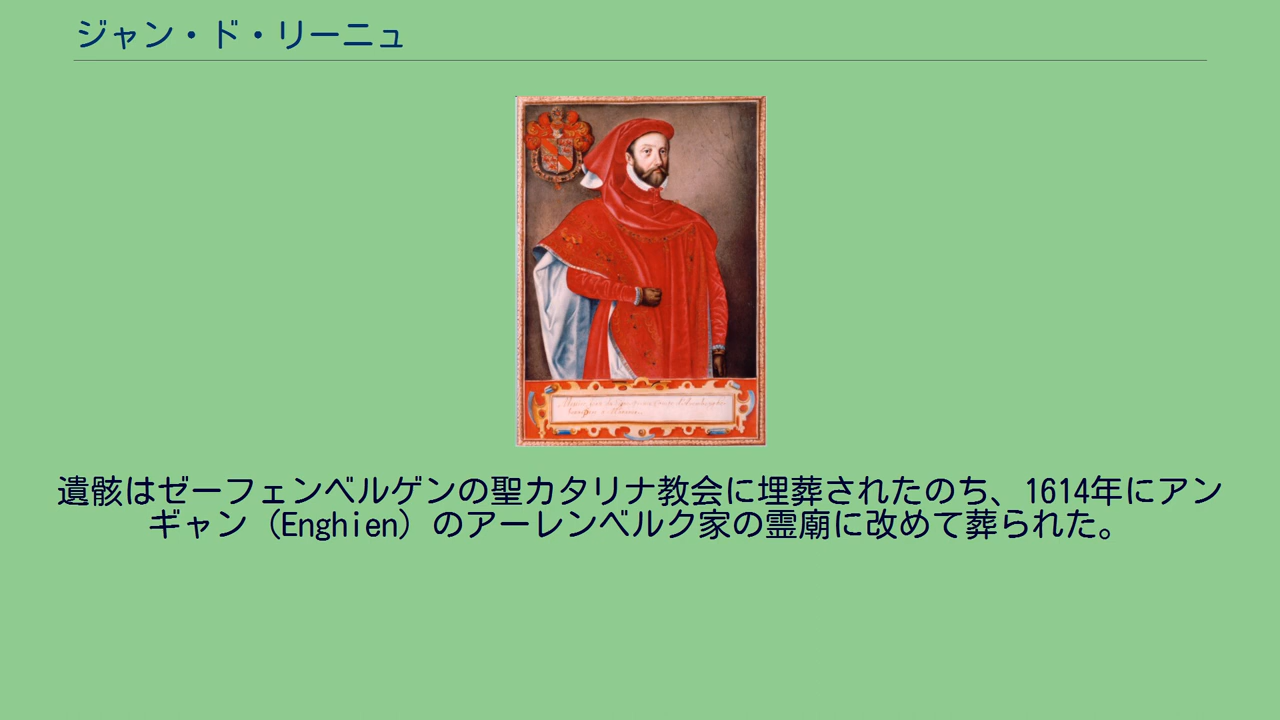 ジャン・ド・リーニュ
遺骸はゼーフェンベルゲンの聖カタリナ教会に埋葬されたのち、1614年にアン
ギャン（Enghien）のアーレンベルク家の霊廟に改めて葬られた。